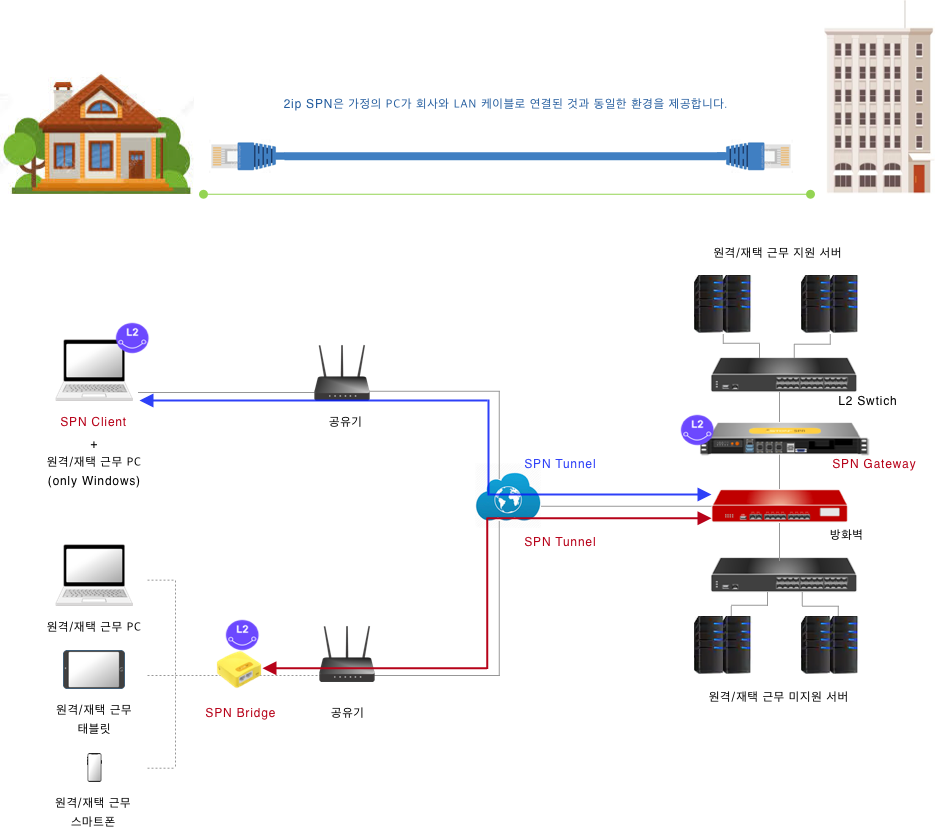 2ip SPN은 가정의 PC가 회사와 LAN 케이블로 연결된 것과 동일한 환경을 제공합니다.
원격/재택 근무 지원 서버
L2
L2 Swtich
SPN Client
+
원격/재택 근무 PC
(only Windows)
공유기
L2
SPN Gateway
SPN Tunnel
SPN Tunnel
방화벽
원격/재택 근무 PC
L2
SPN Bridge
공유기
원격/재택 근무 미지원 서버
원격/재택 근무
태블릿
원격/재택 근무
스마트폰